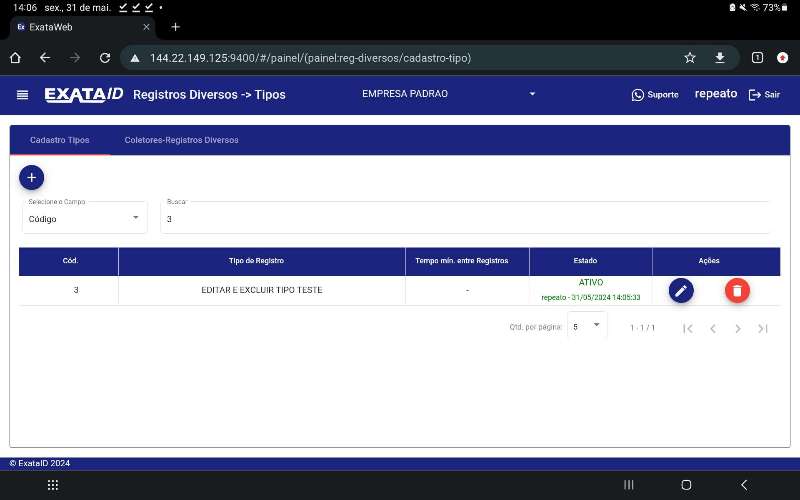 14:06 sex., 31 de mai.
73%
Ex ExataWeb
144.22.149.125:9400/#/painel/(painel:reg-diversos/cadastro-tipo)
1
EXATAID Registros Diversos -> Tipos EMPRESA PADRAO Suporte repeato Sair
Cadastro Tipos Coletores-Registros Diversos
Selecione o Campo Buscar
Código 3
Cód. Tipo de Registro Tempo mín. entre Registros Estado Ações
3 EDITAR E EXCLUIR TIPO TESTE - ATIVO
repeato - 31/05/2024 14:05:33
Qtd. por página: 5 1 - 1 / 1
© ExataID 2024